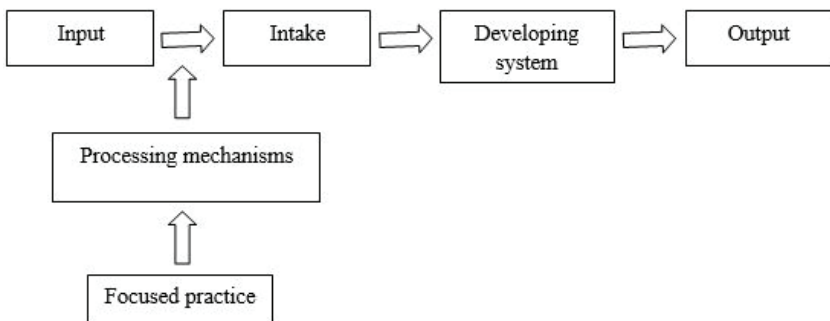 Input
Intake
Developing
system
Output
Processing mechanisms
Focused practice